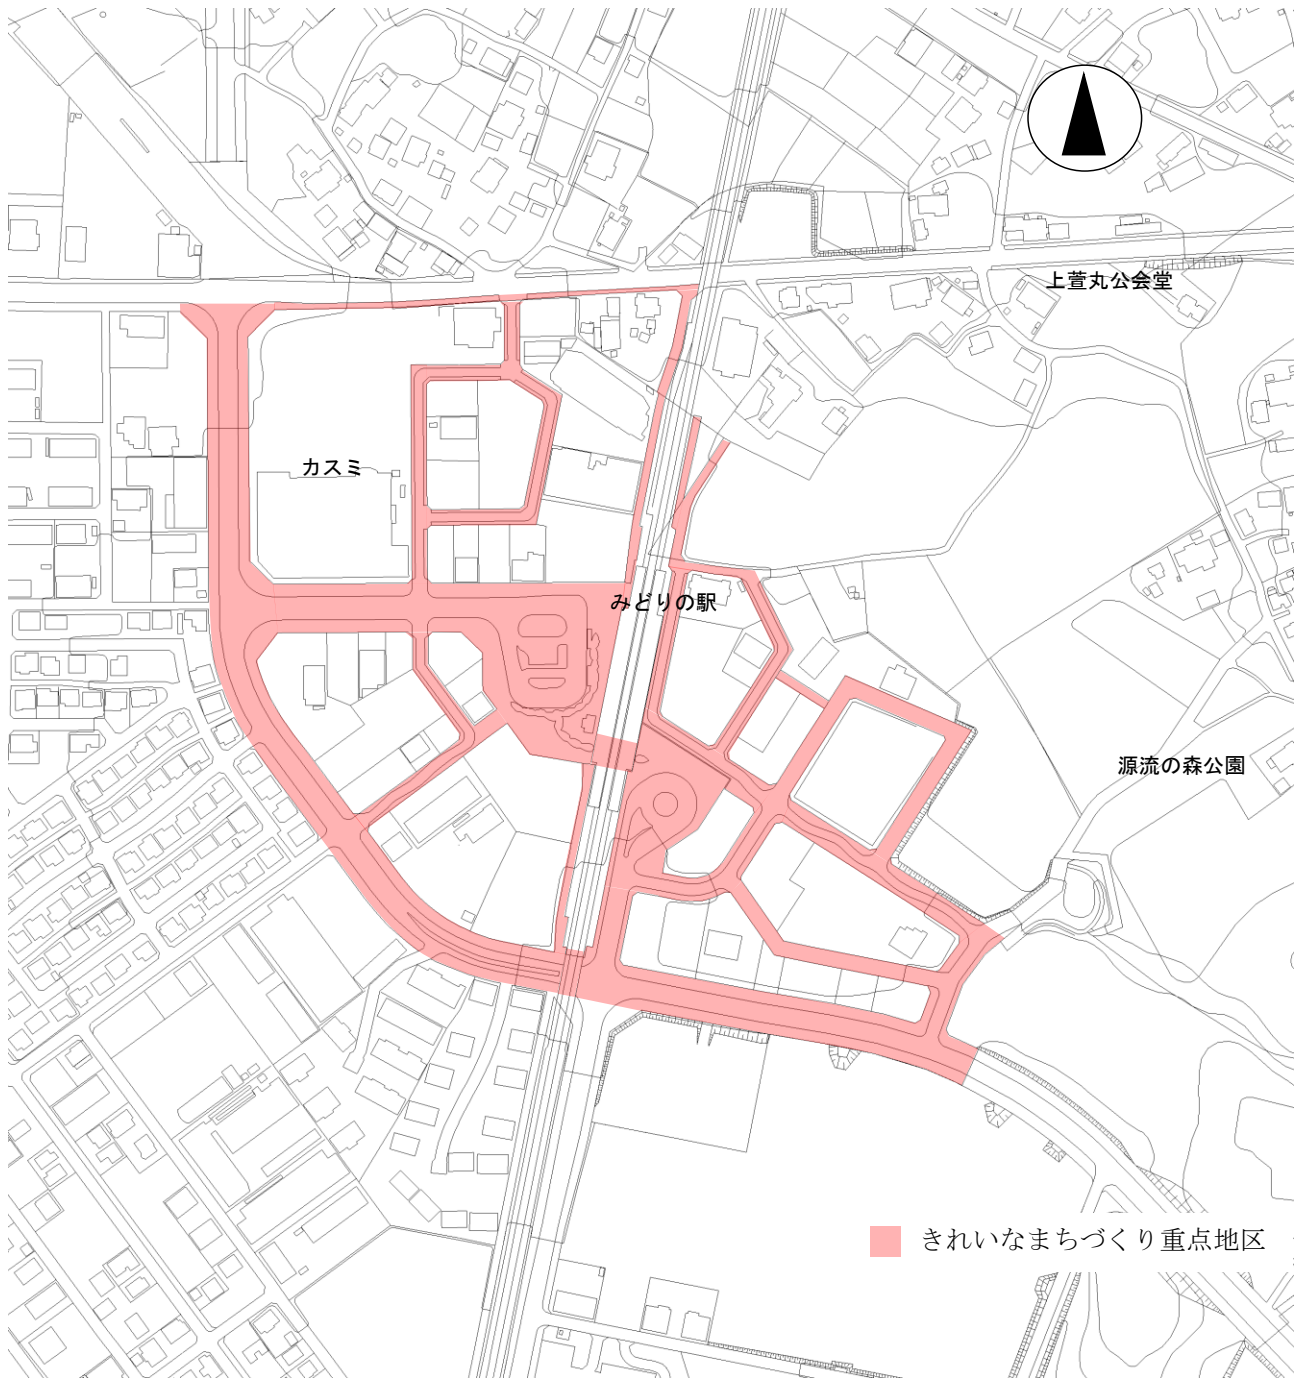 上萱丸公会堂
カスミ
みどりの駅
源流の森公園
きれいなまちづくり重点地区